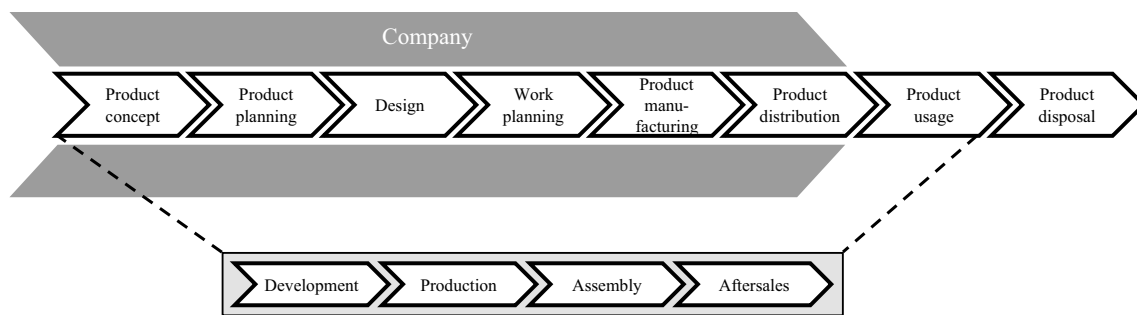 Company
Product
concept
Product
planning
Design
Work
planning
Product
manu-
facturing
Product
distribution
Product
usage
Product
disposal
Development
Production
Assembly
Aftersales